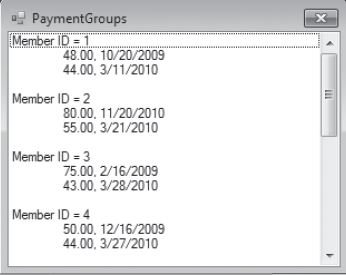 PaymentGroups
Member ID = 1
48.00, 10/20/2009
44.00, 3/11/2010
Member ID = 2
80.00, 11/20/2010
55.00, 3/21/2010
Member ID = 3
75.00, 2/16/2009
43.00, 3/28/2010
Member ID = 4
50.00, 12/16/2009
44.00, 3/27/2010